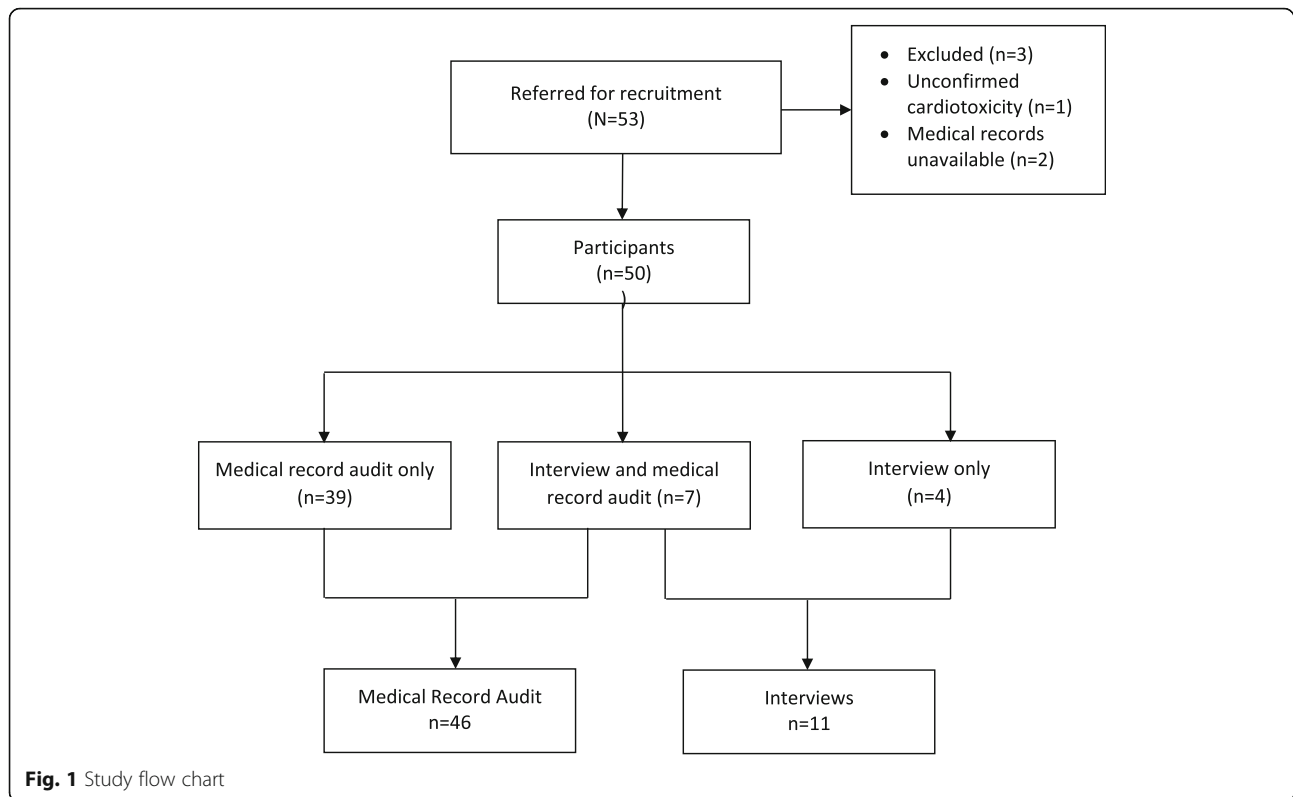 Referred for recruitment
(N=53)
• Excluded (n=3)
• Unconfirmed
cardiotoxicity (n=1)
• Medical records
unavailable (n=2)
Participants
(n=50)
)
Medical record audit only
(n=39)
Interview and medical
record audit (n=7)
Interview only
(n=4)
Medical Record Audit
n=46
Interviews
n=11
Fig. 1 Study flow chart